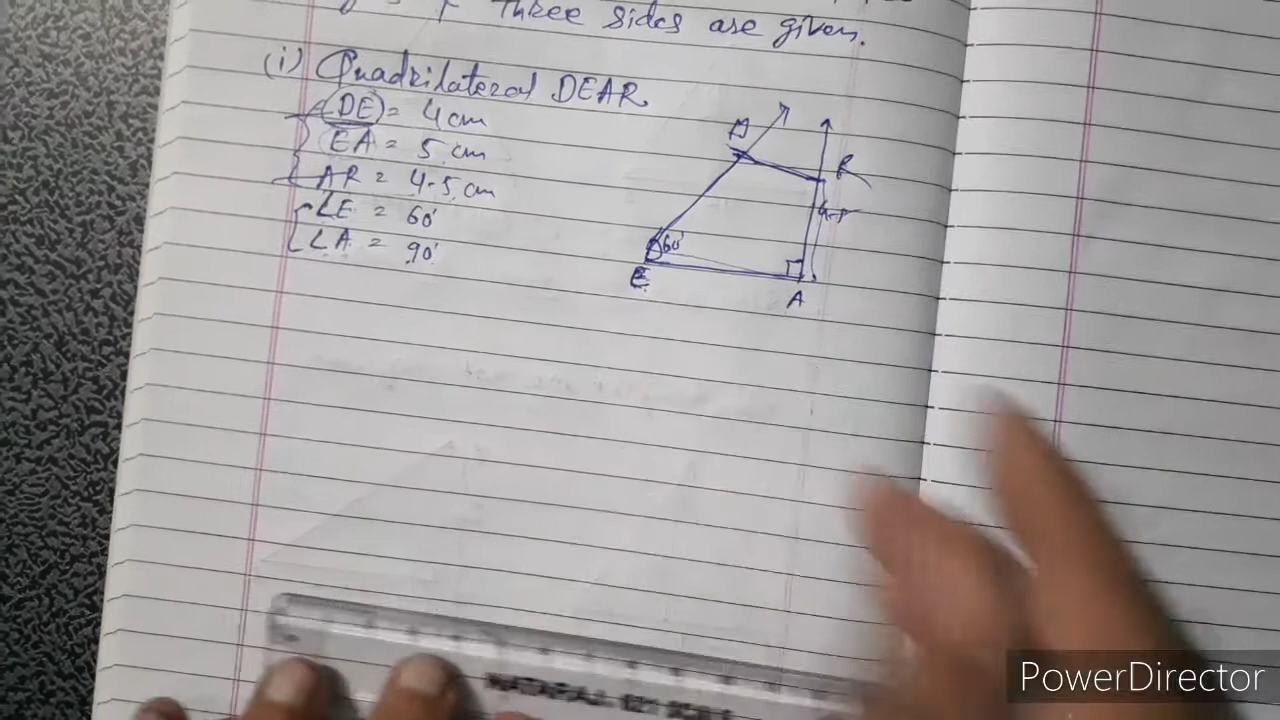 Three sides are given.
(i) Quadrilateral DEAR
DE = 4 cm
EA = 5 cm
AR = 4.5 cm
∠E = 60°
∠A = 90°
D
R
4.5
60°
E
A
PowerDirector